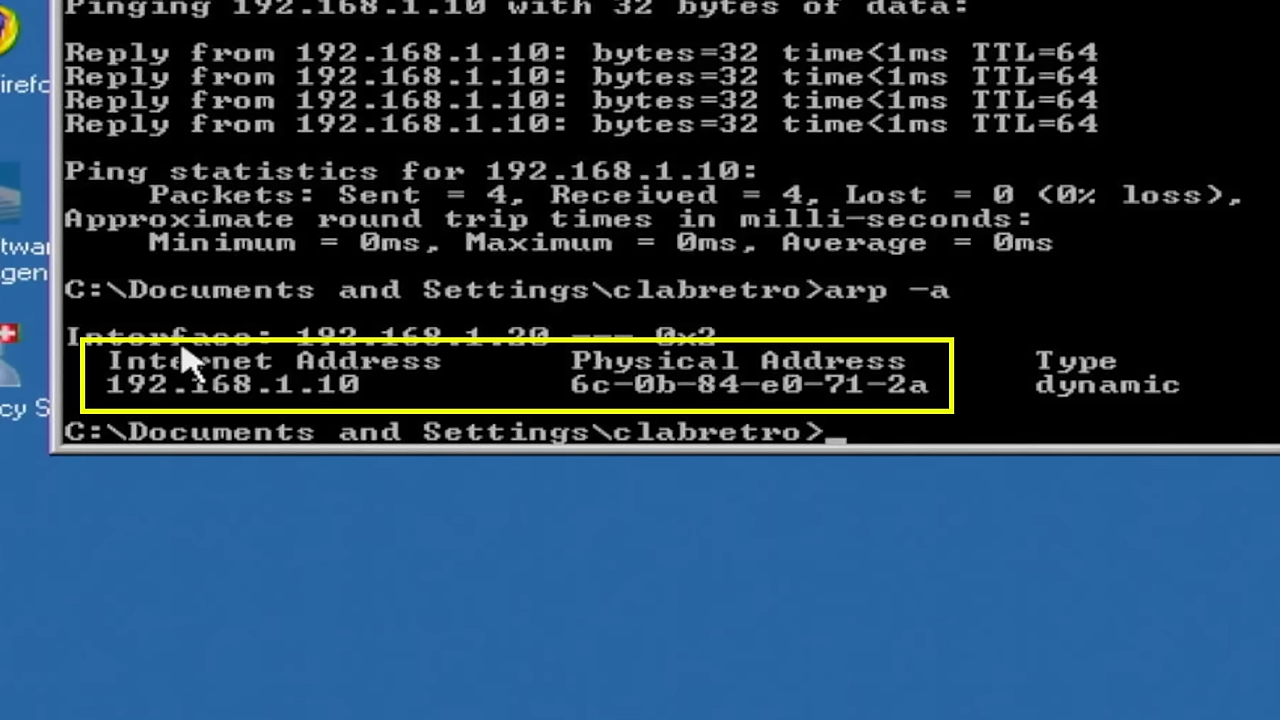 Pinging 192.168.1.10 with 32 bytes of data:
Reply from 192.168.1.10: bytes=32 time<1ms TTL=64
Reply from 192.168.1.10: bytes=32 time<1ms TTL=64
Reply from 192.168.1.10: bytes=32 time<1ms TTL=64
Reply from 192.168.1.10: bytes=32 time<1ms TTL=64
Ping statistics for 192.168.1.10:
Packets: Sent = 4, Received = 4, Lost = 0 (0% loss),
Approximate round trip times in milli-seconds:
Minimum = 0ms, Maximum = 0ms, Average = 0ms
C:\Documents and Settings\clabretro>arp -a
Interface: 192.168.1.20 --- 0x2
Internet Address Physical Address Type
192.168.1.10 6c-0b-84-e0-71-2a dynamic
C:\Documents and Settings\clabretro>_